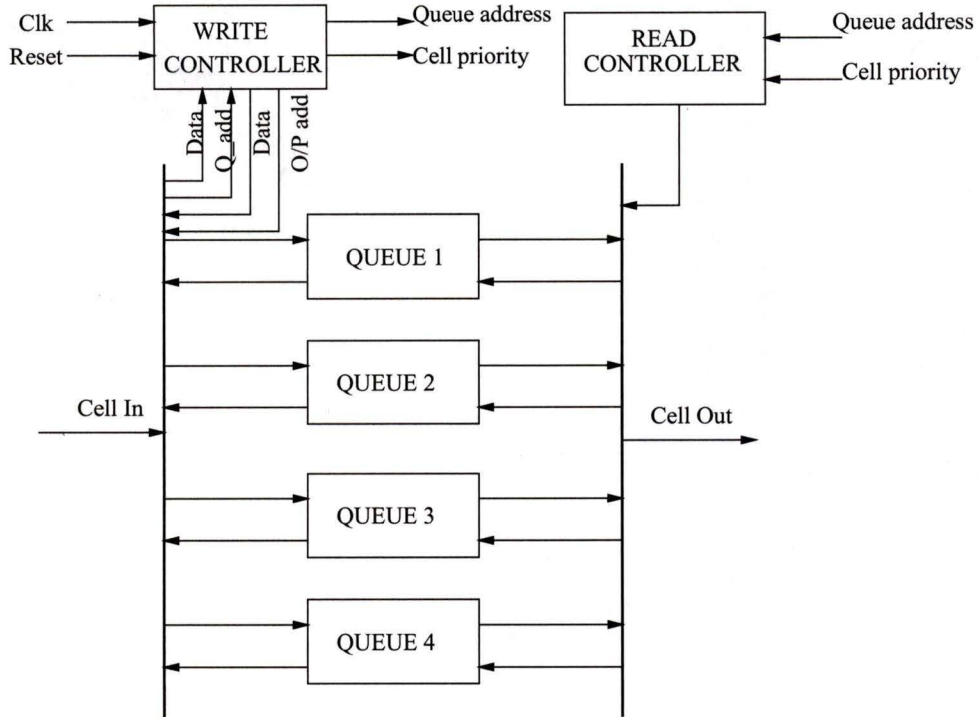 Clk
Reset
WRITE
CONTROLLER
Queue address
Cell priority
READ
CONTROLLER
Queue address
Cell priority
Data
Q_add
Data
O/P add
QUEUE 1
QUEUE 2
Cell In
Cell Out
QUEUE 3
QUEUE 4